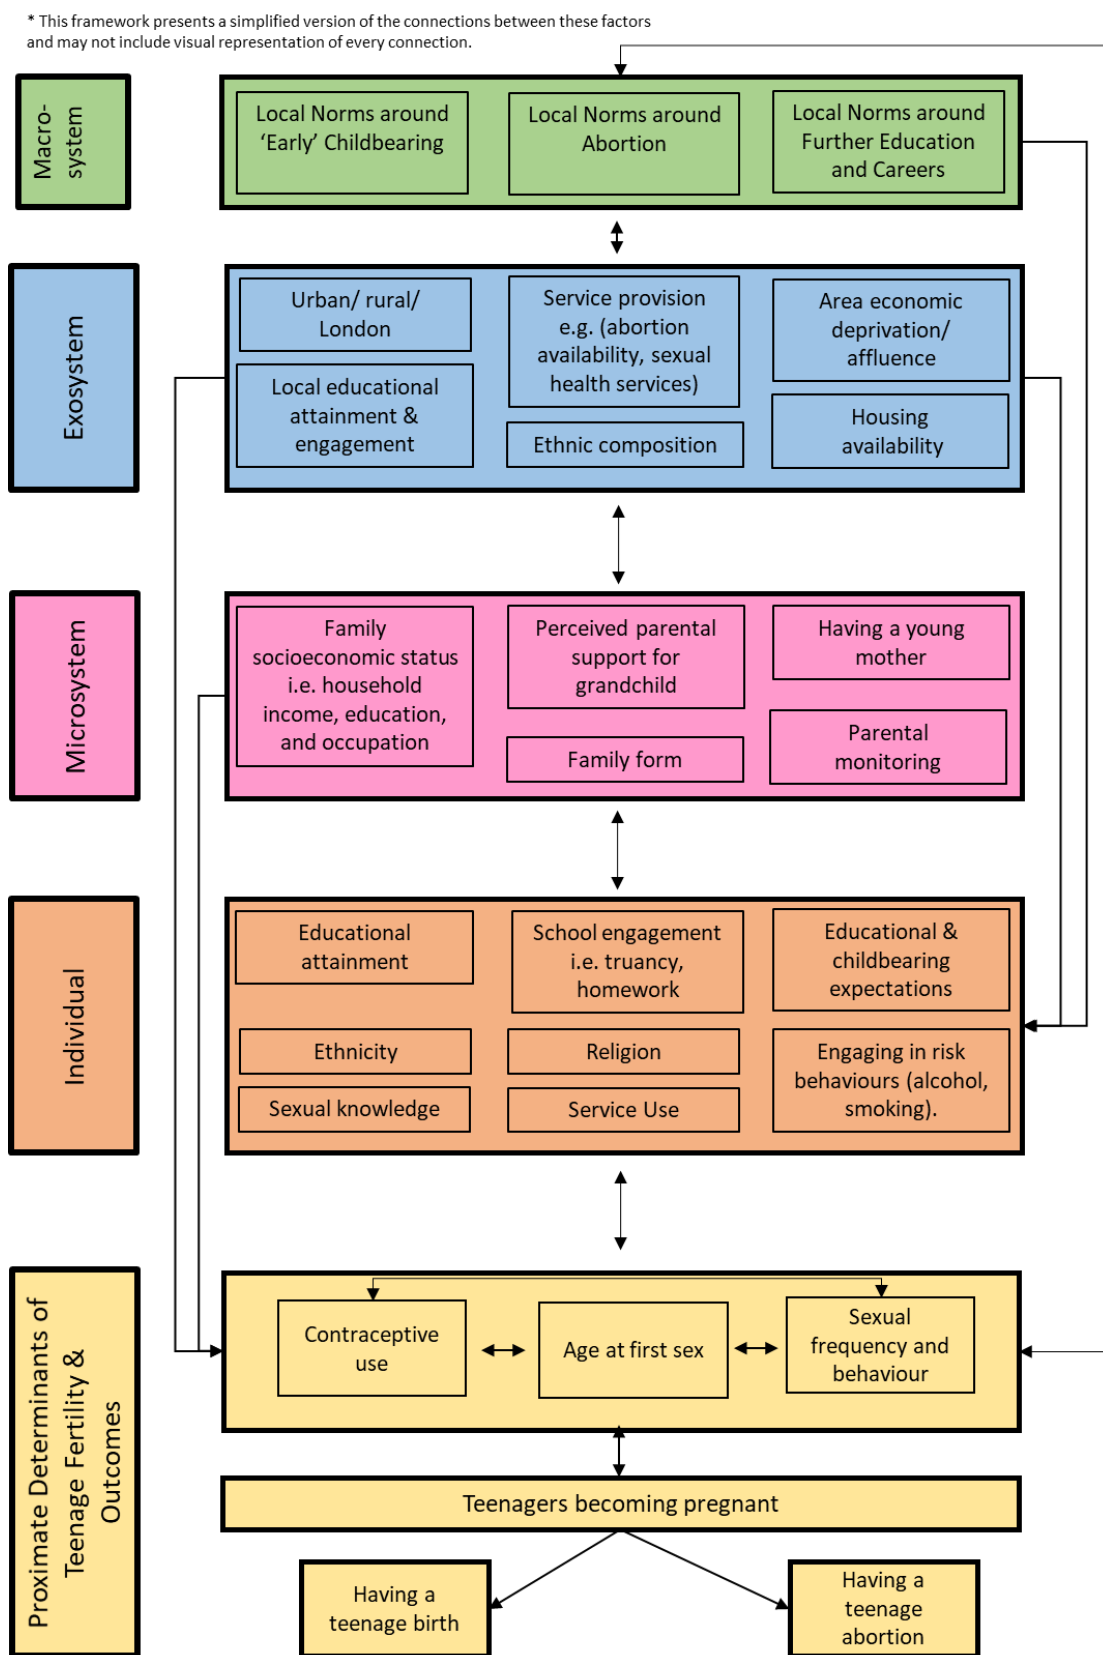 * This framework presents a simplified version of the connections between these factors
and may not include visual representation of every connection.
Macro-
system
Local Norms around
'Early' Childbearing
Local Norms around
Abortion
Local Norms around
Further Education
and Careers
Exosystem
Urban/ rural/
London
Service provision
e.g. (abortion
availability, sexual
health services)
Area economic
deprivation/
affluence
Local educational
attainment &
engagement
Ethnic composition
Housing
availability
Microsystem
Family
socioeconomic status
i.e. household
income, education,
and occupation
Perceived parental
support for
grandchild
Having a young
mother
Family form
Parental
monitoring
Individual
Educational
attainment
School engagement
i.e. truancy,
homework
Educational &
childbearing
expectations
Ethnicity
Religion
Engaging in risk
behaviours (alcohol,
smoking).
Sexual knowledge
Service Use
Proximate Determinants of
Teenage Fertility &
Outcomes
Contraceptive
use
Age at first sex
Sexual
frequency and
behaviour
Teenagers becoming pregnant
Having a
teenage birth
Having a
teenage
abortion